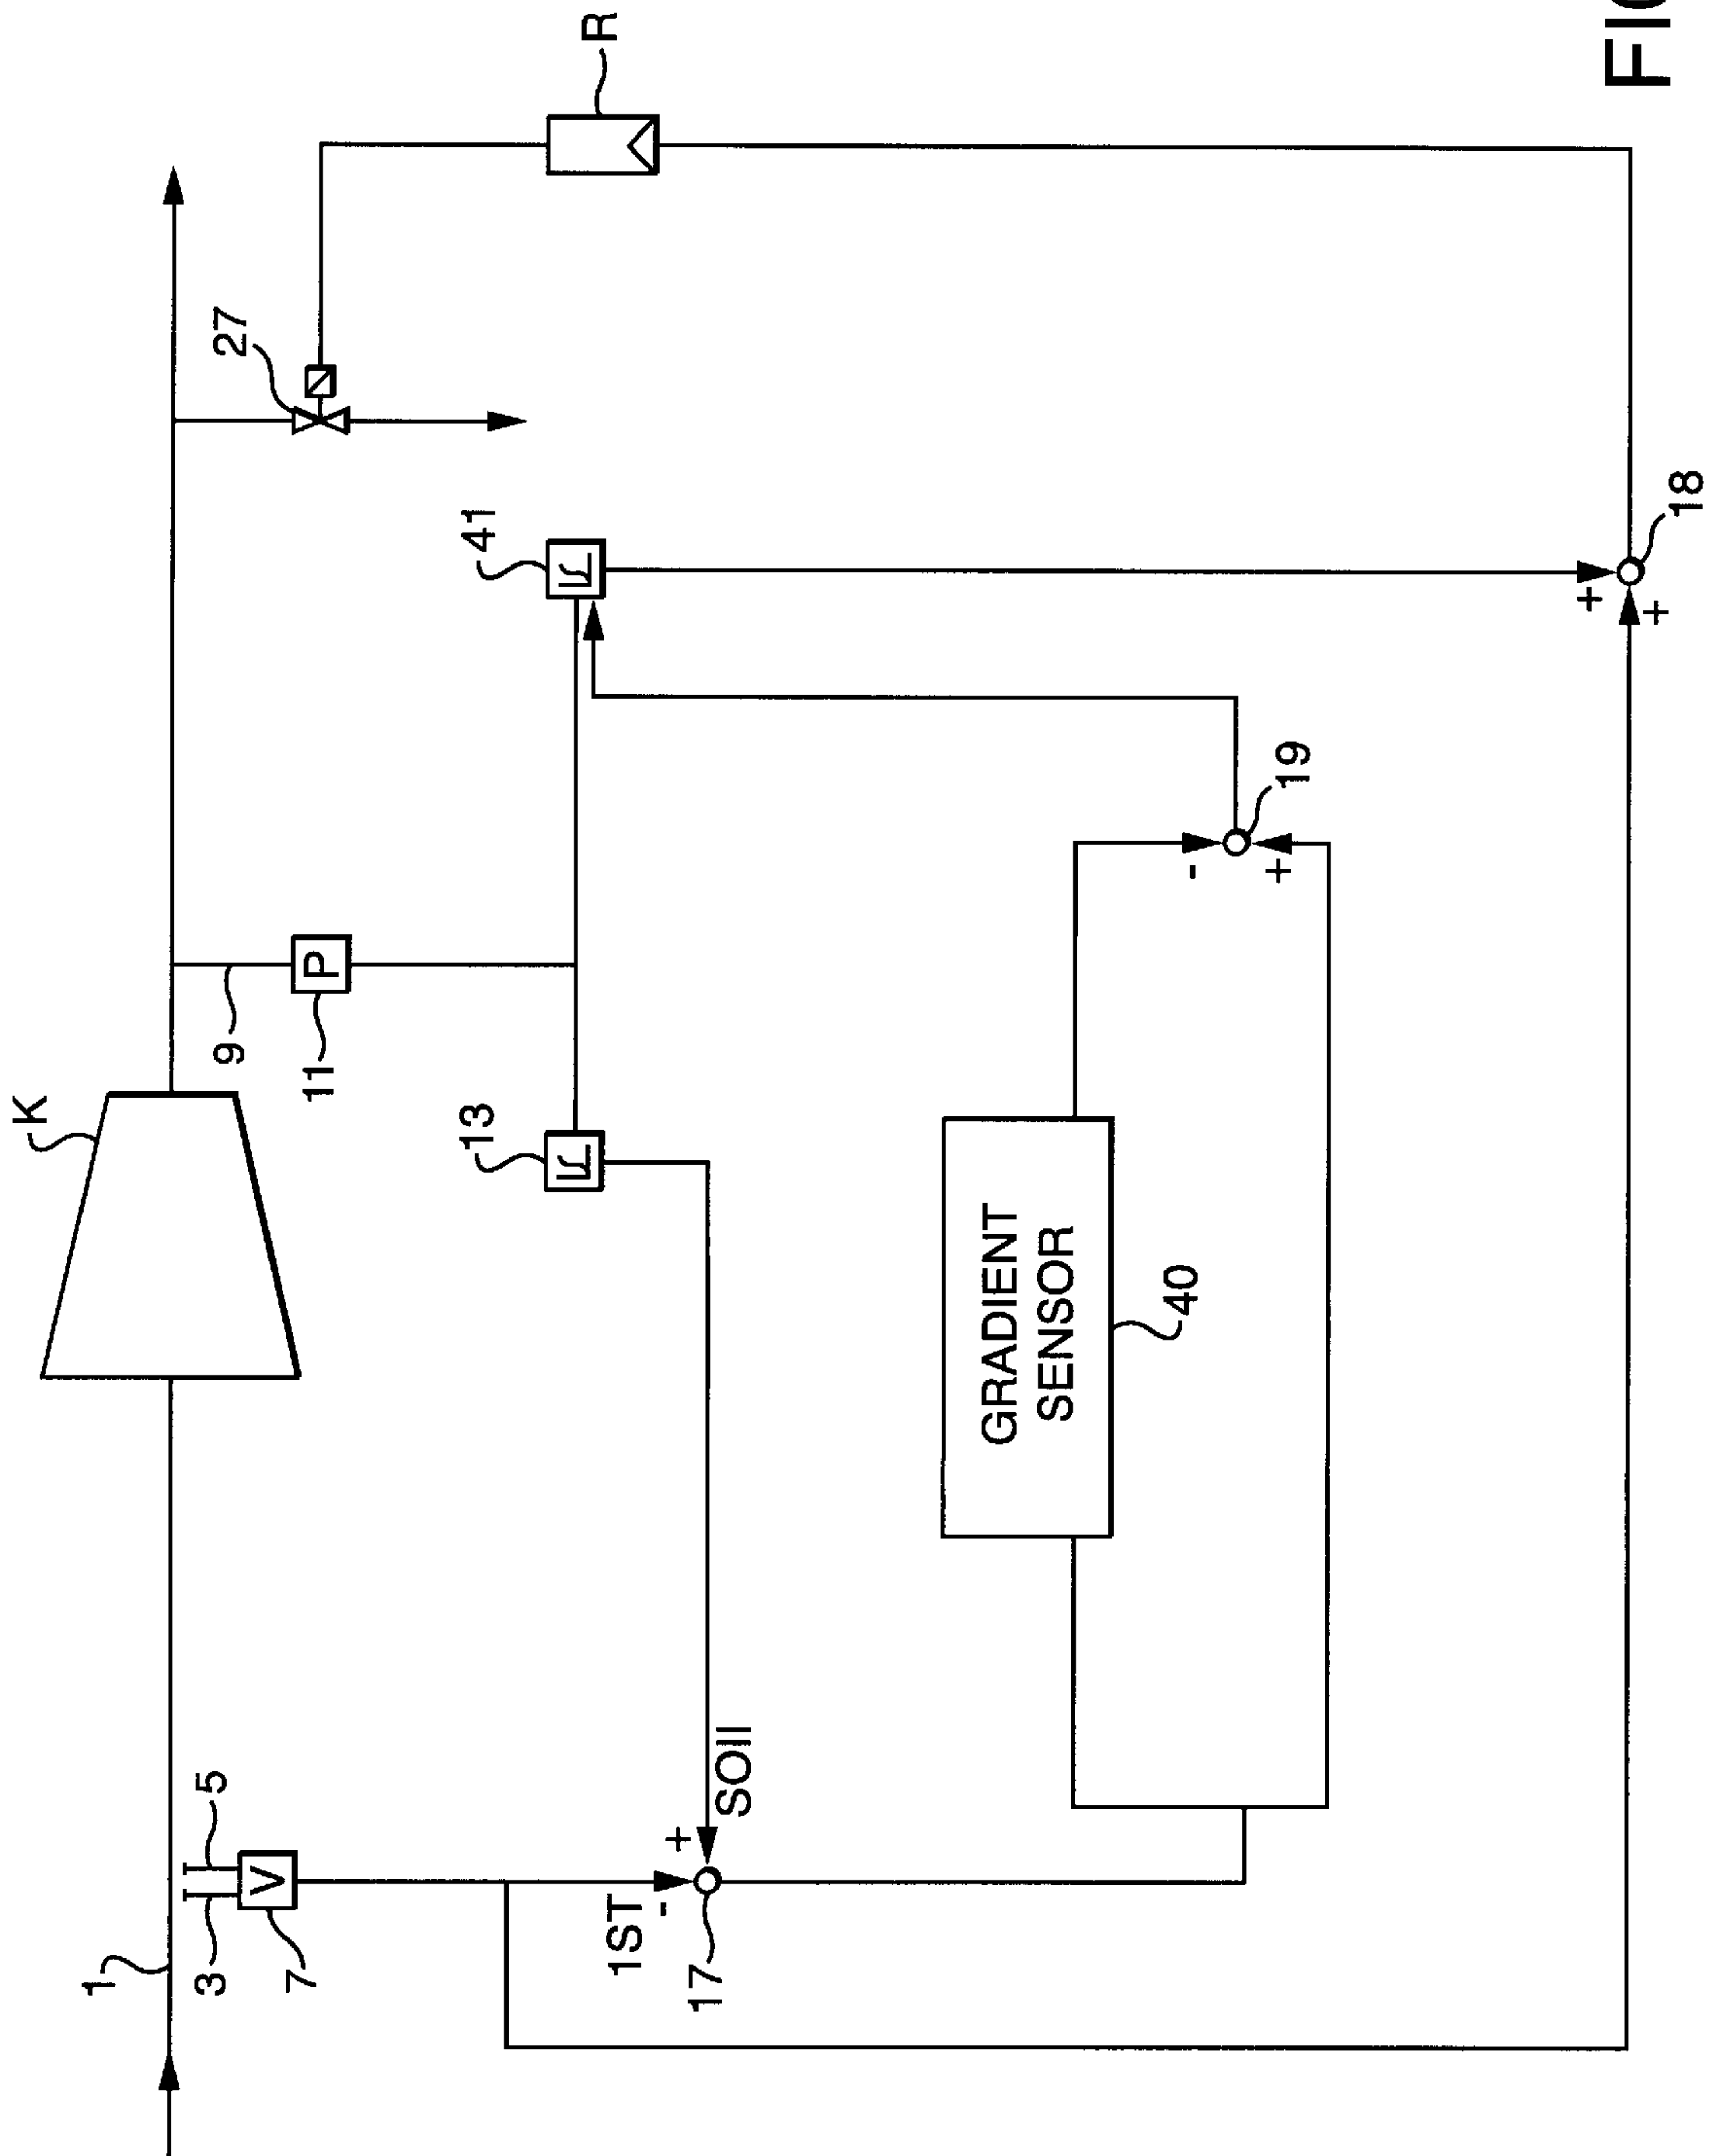 K
1
3
5
9
27
V
7
P
11
13
41
R
1ST
-
+
17
SOII
GRADIENT
SENSOR
40
-
+
19
+
+
18
FIG